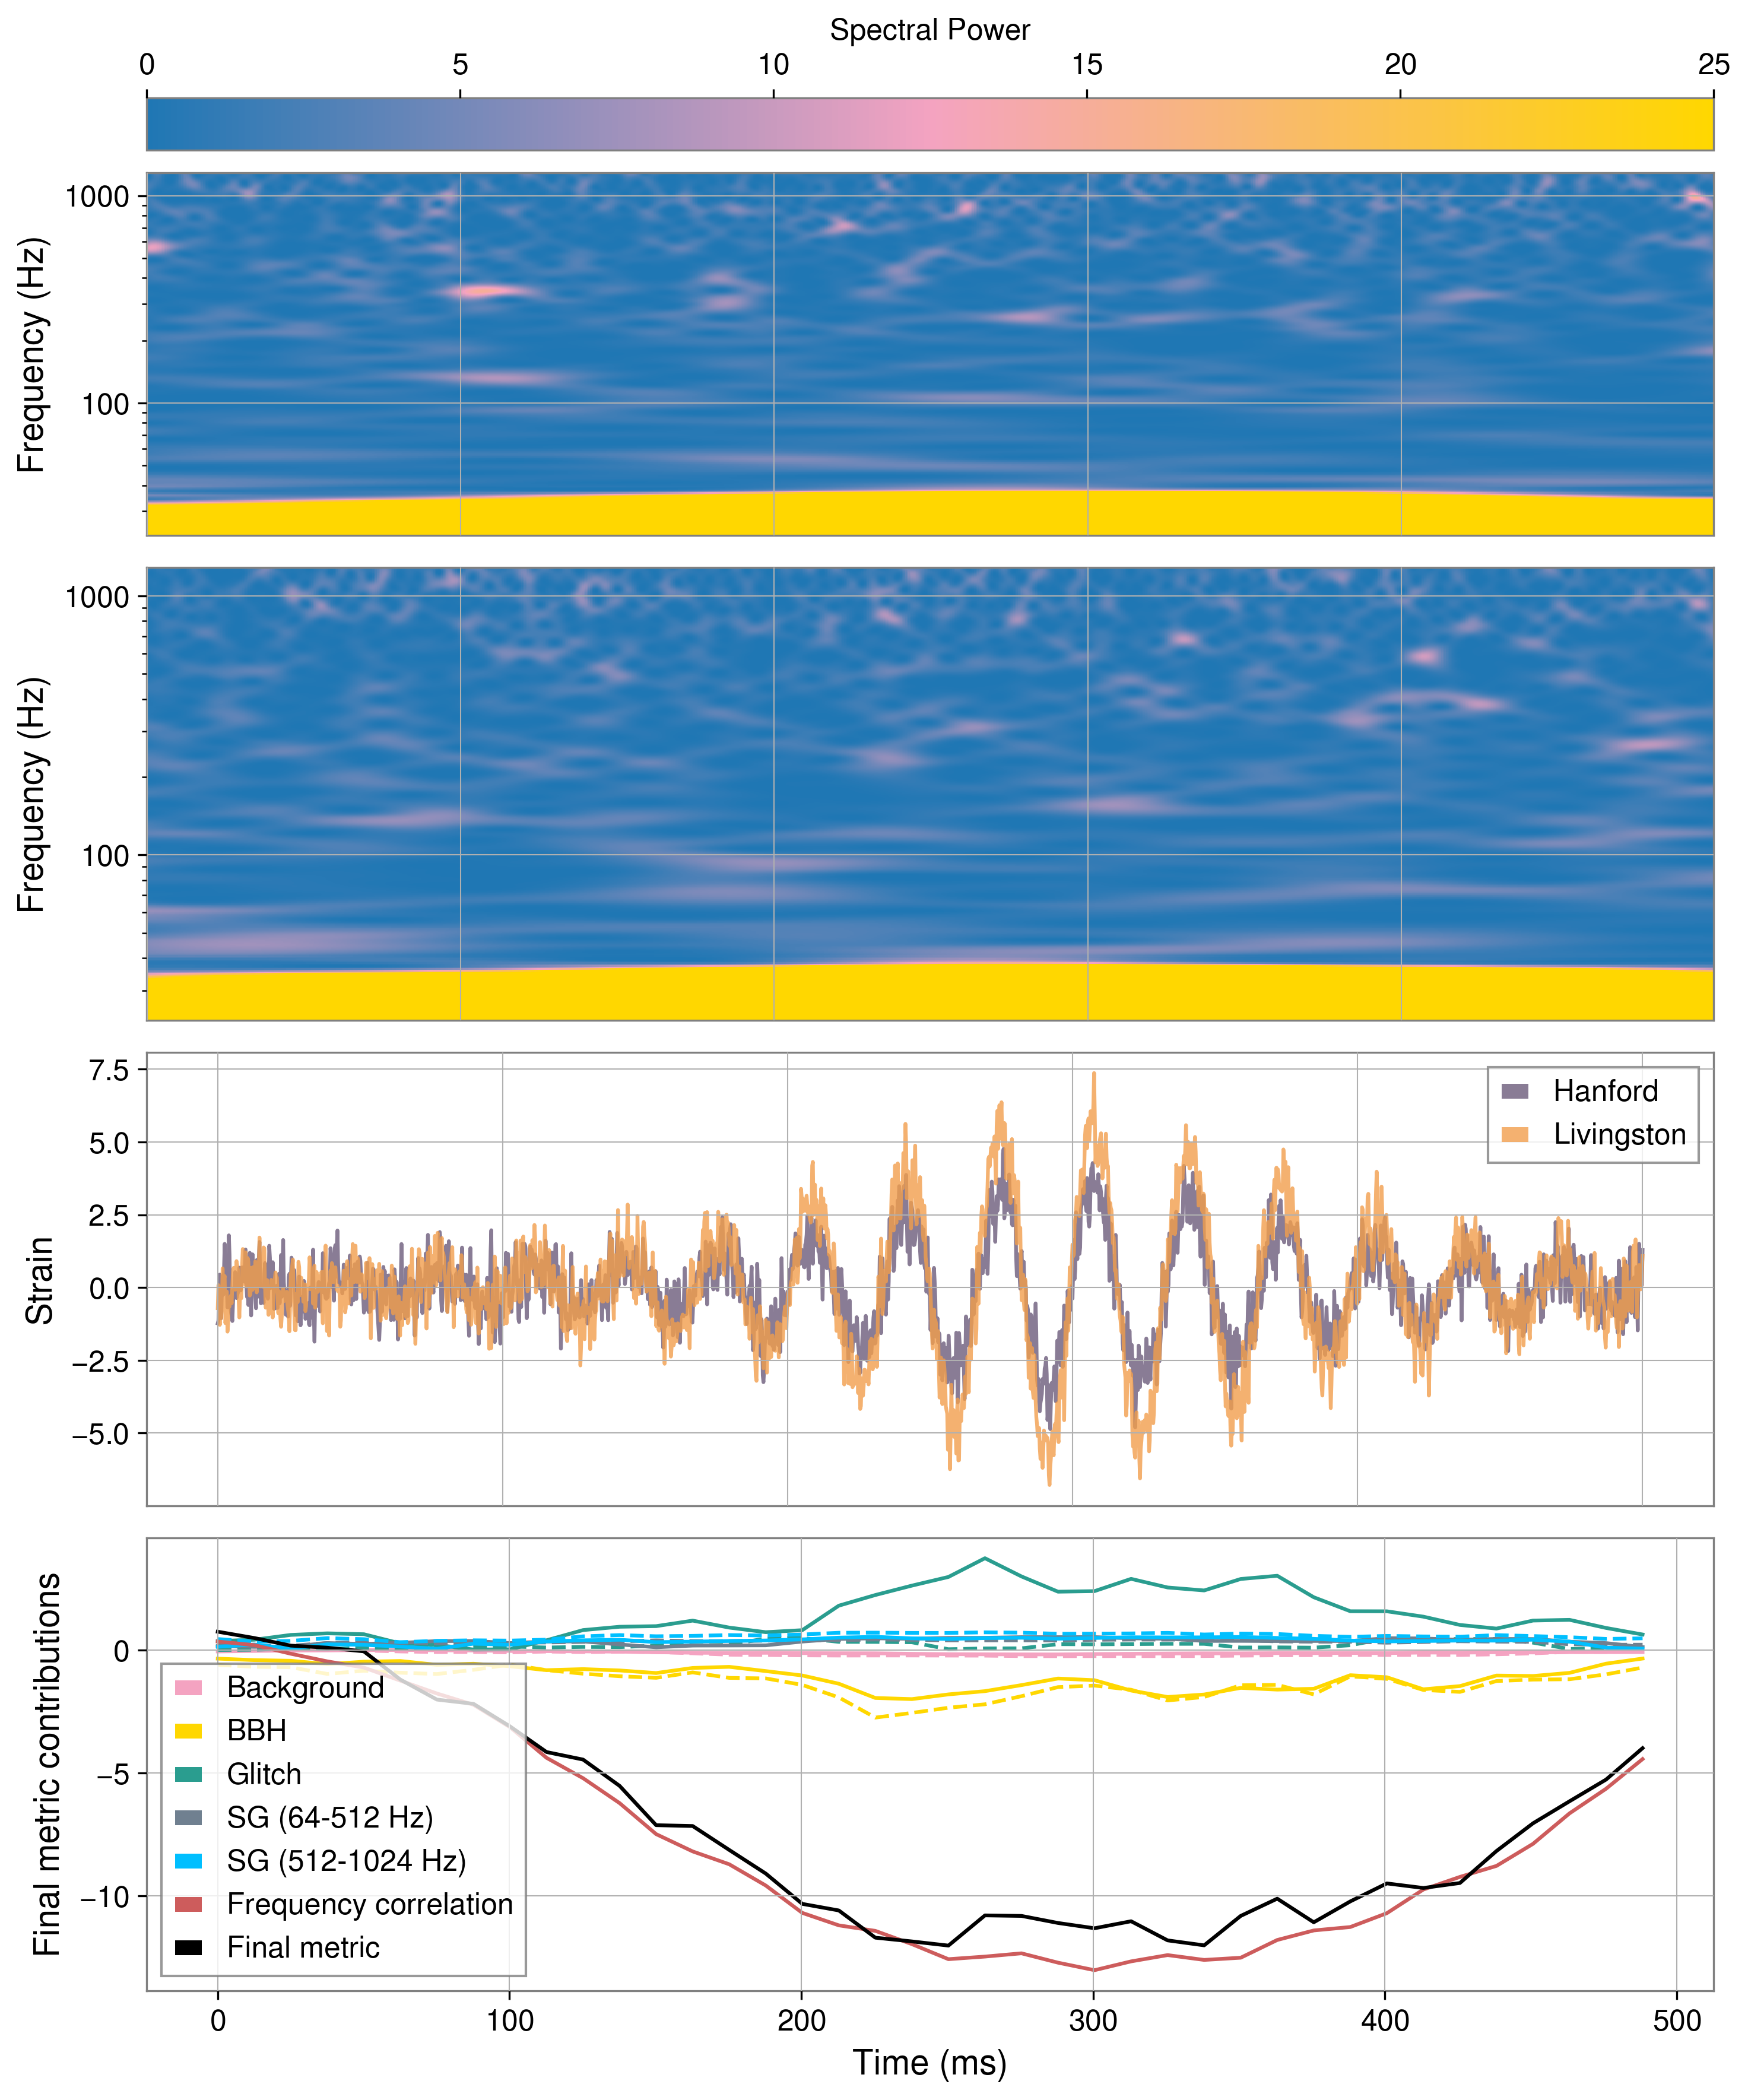 Spectral Power
0 5 10 15 20 25
1000
100
Frequency (Hz)
1000
100
Frequency (Hz)
7.5
5.0
2.5
0.0
−2.5
−5.0
Strain
Hanford
Livingston
0
−5
−10
Final metric contributions
Background
BBH
Glitch
SG (64-512 Hz)
SG (512-1024 Hz)
Frequency correlation
Final metric
0 100 200 300 400 500
Time (ms)